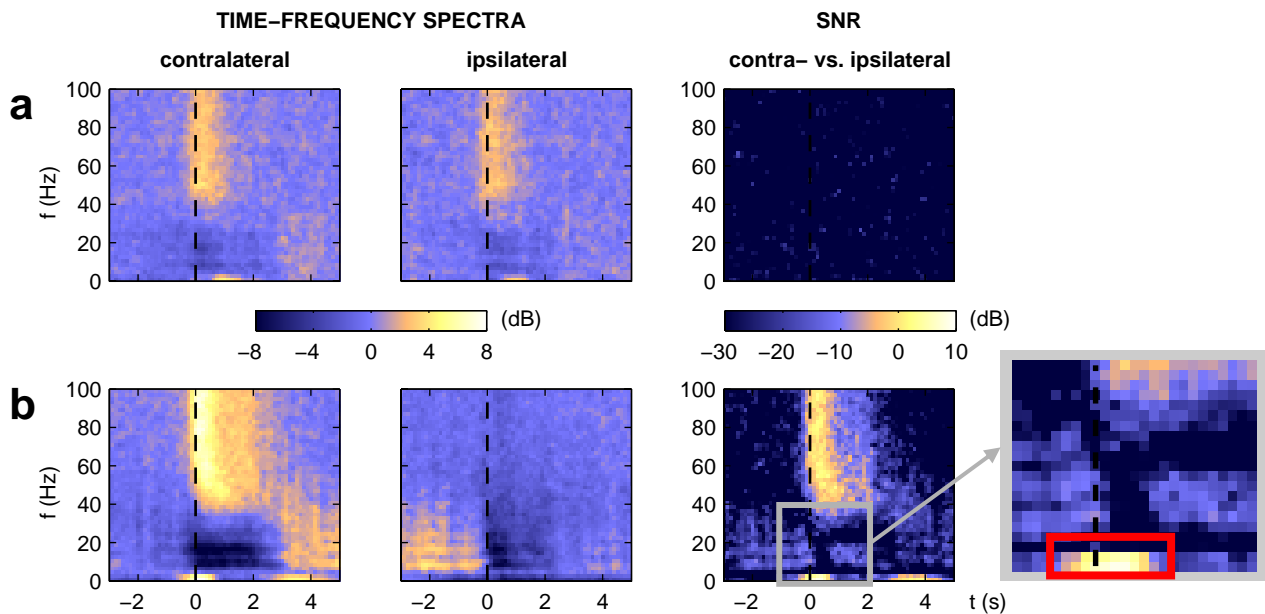 TIME−FREQUENCY SPECTRA
SNR
contralateral
ipsilateral
contra− vs. ipsilateral
a
f (Hz)
100
80
60
40
20
0
100
80
60
40
20
0
100
80
60
40
20
0
−8 −4 0 4 8 (dB)
−30 −20 −10 0 10 (dB)
b
f (Hz)
100
80
60
40
20
0
100
80
60
40
20
0
100
80
60
40
20
0
−2 0 2 4
−2 0 2 4
−2 0 2 4 t (s)